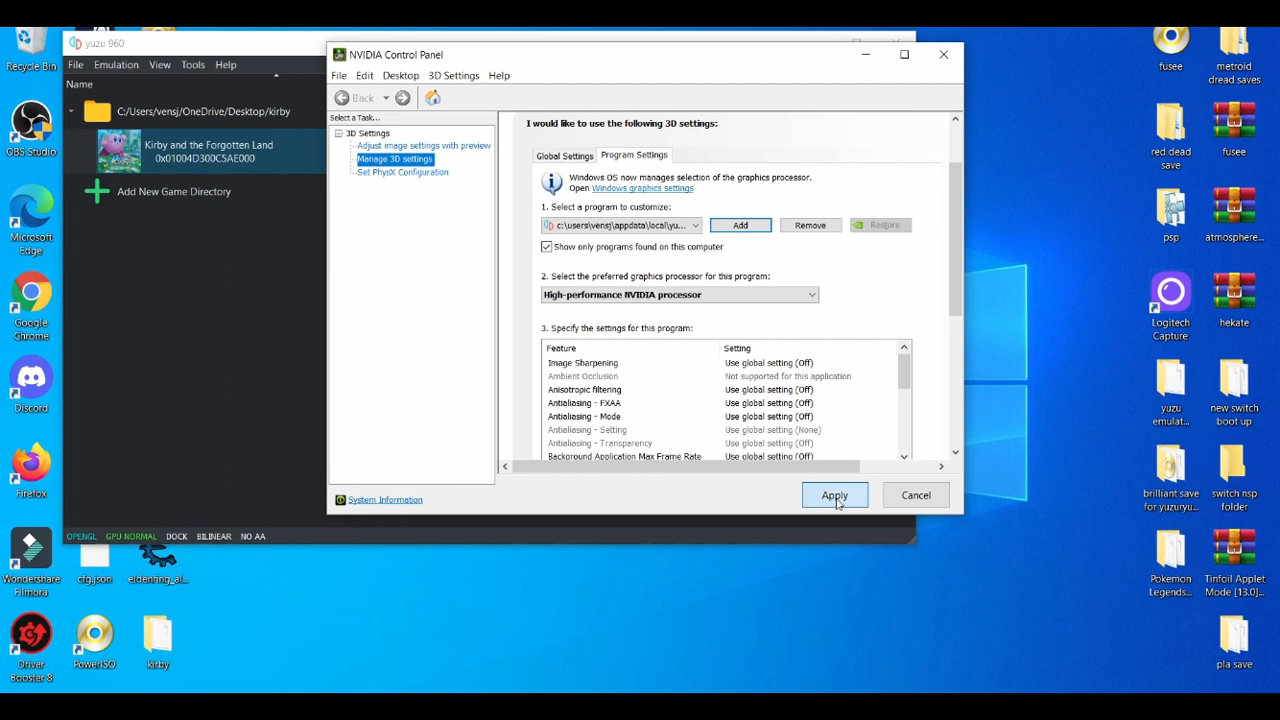 Recycle Bin
OBS Studio
Microsoft
Edge
Google
Chrome
Discord
Firefox
Wondershare
Filmora
Driver
Booster 8
cfg.json
eldenring_al...
PowerISO
kirby
yuzu 960
File Emulation View Tools Help
Name
C:/Users/vensj/OneDrive/Desktop/kirby
Kirby and the Forgotten Land
0x01004D300C5AE000
Add New Game Directory
OPENGL GPU NORMAL DOCK BILINEAR NO AA
NVIDIA Control Panel
File Edit Desktop 3D Settings Help
Back
Select a Task...
3D Settings
Adjust image settings with preview
Manage 3D settings
Set PhysX Configuration
System Information
I would like to use the following 3D settings:
Global Settings Program Settings
Windows OS now manages selection of the graphics processor.
Open Windows graphics settings
1. Select a program to customize:
c:\users\vensj\appdata\local\yu... Add Remove Restore
Show only programs found on this computer
2. Select the preferred graphics processor for this program:
High-performance NVIDIA processor
3. Specify the settings for this program:
Feature Setting
Image Sharpening Use global setting (Off)
Ambient Occlusion Not supported for this application
Anisotropic filtering Use global setting (Off)
Antialiasing - FXAA Use global setting (Off)
Antialiasing - Mode Use global setting (Off)
Antialiasing - Setting Use global setting (None)
Antialiasing - Transparency Use global setting (Off)
Background Application Max Frame Rate Use global setting (Off)
Apply Cancel
fusee
metroid
dread saves
red dead
save
fusee
psp
atmosphere...
Logitech
Capture
hekate
yuzu
emulat...
new switch
boot up
brilliant save
for yuzuryu...
switch nsp
folder
Pokemon
Legends...
Tinfoil Applet
Mode [13.0]...
pla save